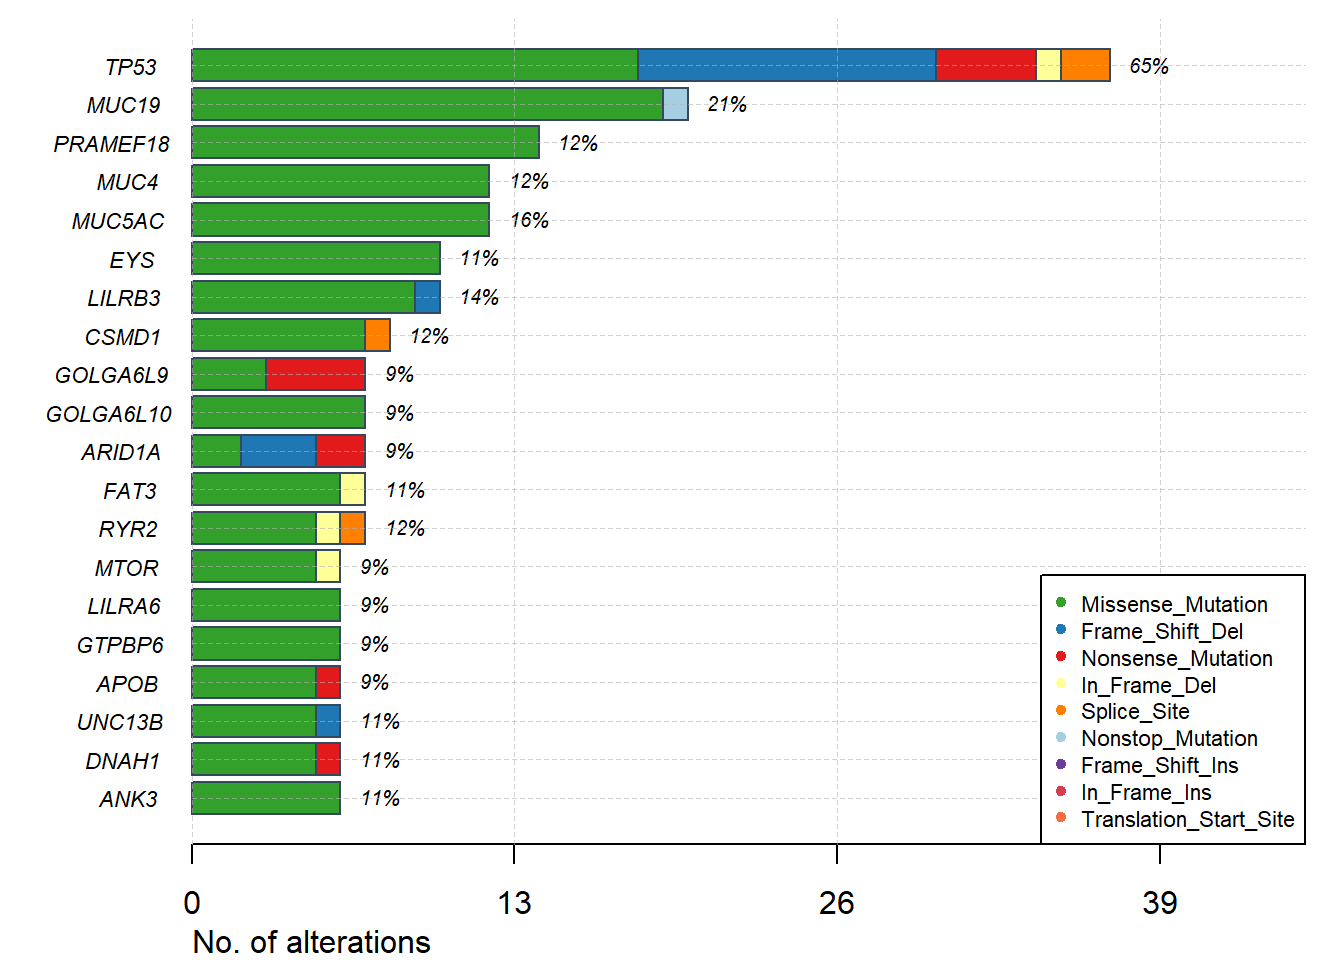 TP53 65%
MUC19 21%
PRAMEF18 12%
MUC4 12%
MUC5AC 16%
EYS 11%
LILRB3 14%
CSMD1 12%
GOLGA6L9 9%
GOLGA6L10 9%
ARID1A 9%
FAT3 11%
RYR2 12%
MTOR 9%
LILRA6 9%
GTPBP6 9%
APOB 9%
UNC13B 11%
DNAH1 11%
ANK3 11%
Missense_Mutation
Frame_Shift_Del
Nonsense_Mutation
In_Frame_Del
Splice_Site
Nonstop_Mutation
Frame_Shift_Ins
In_Frame_Ins
Translation_Start_Site
0 13 26 39
No. of alterations